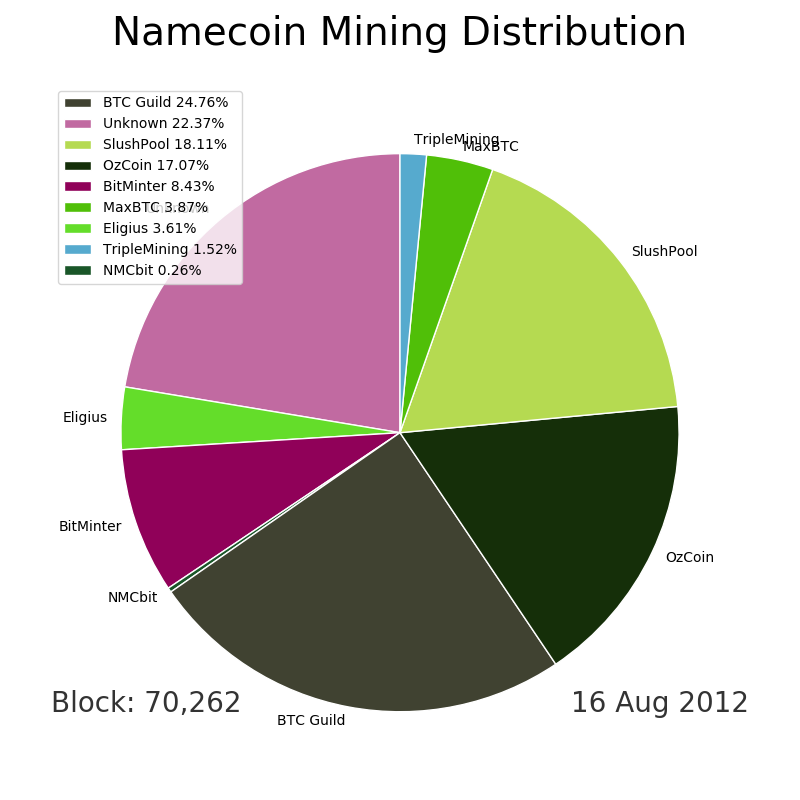 Namecoin Mining Distribution
BTC Guild 24.76%
Unknown 22.37%
SlushPool 18.11%
OzCoin 17.07%
BitMinter 8.43%
MaxBTC 3.87%
Eligius 3.61%
TripleMining 1.52%
NMCbit 0.26%
Unknown
TripleMining
MaxBTC
SlushPool
Eligius
BitMinter
OzCoin
NMCbit
BTC Guild
Block: 70,262
16 Aug 2012